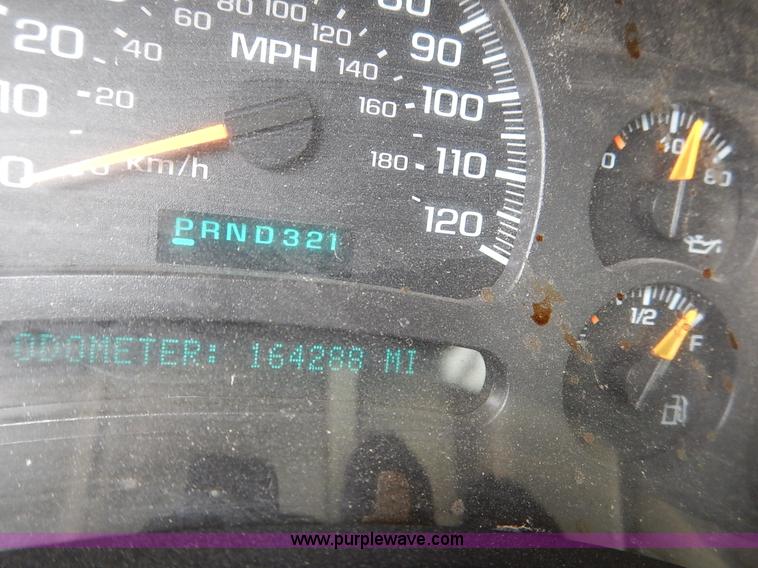 80 100 80
20 60 120 90
40 MPH 140
10 20 160 100
0 km/h 180 110
120
PRND321
0 40 80
1/2 F
ODOMETER: 164288 MI
www.purplewave.com